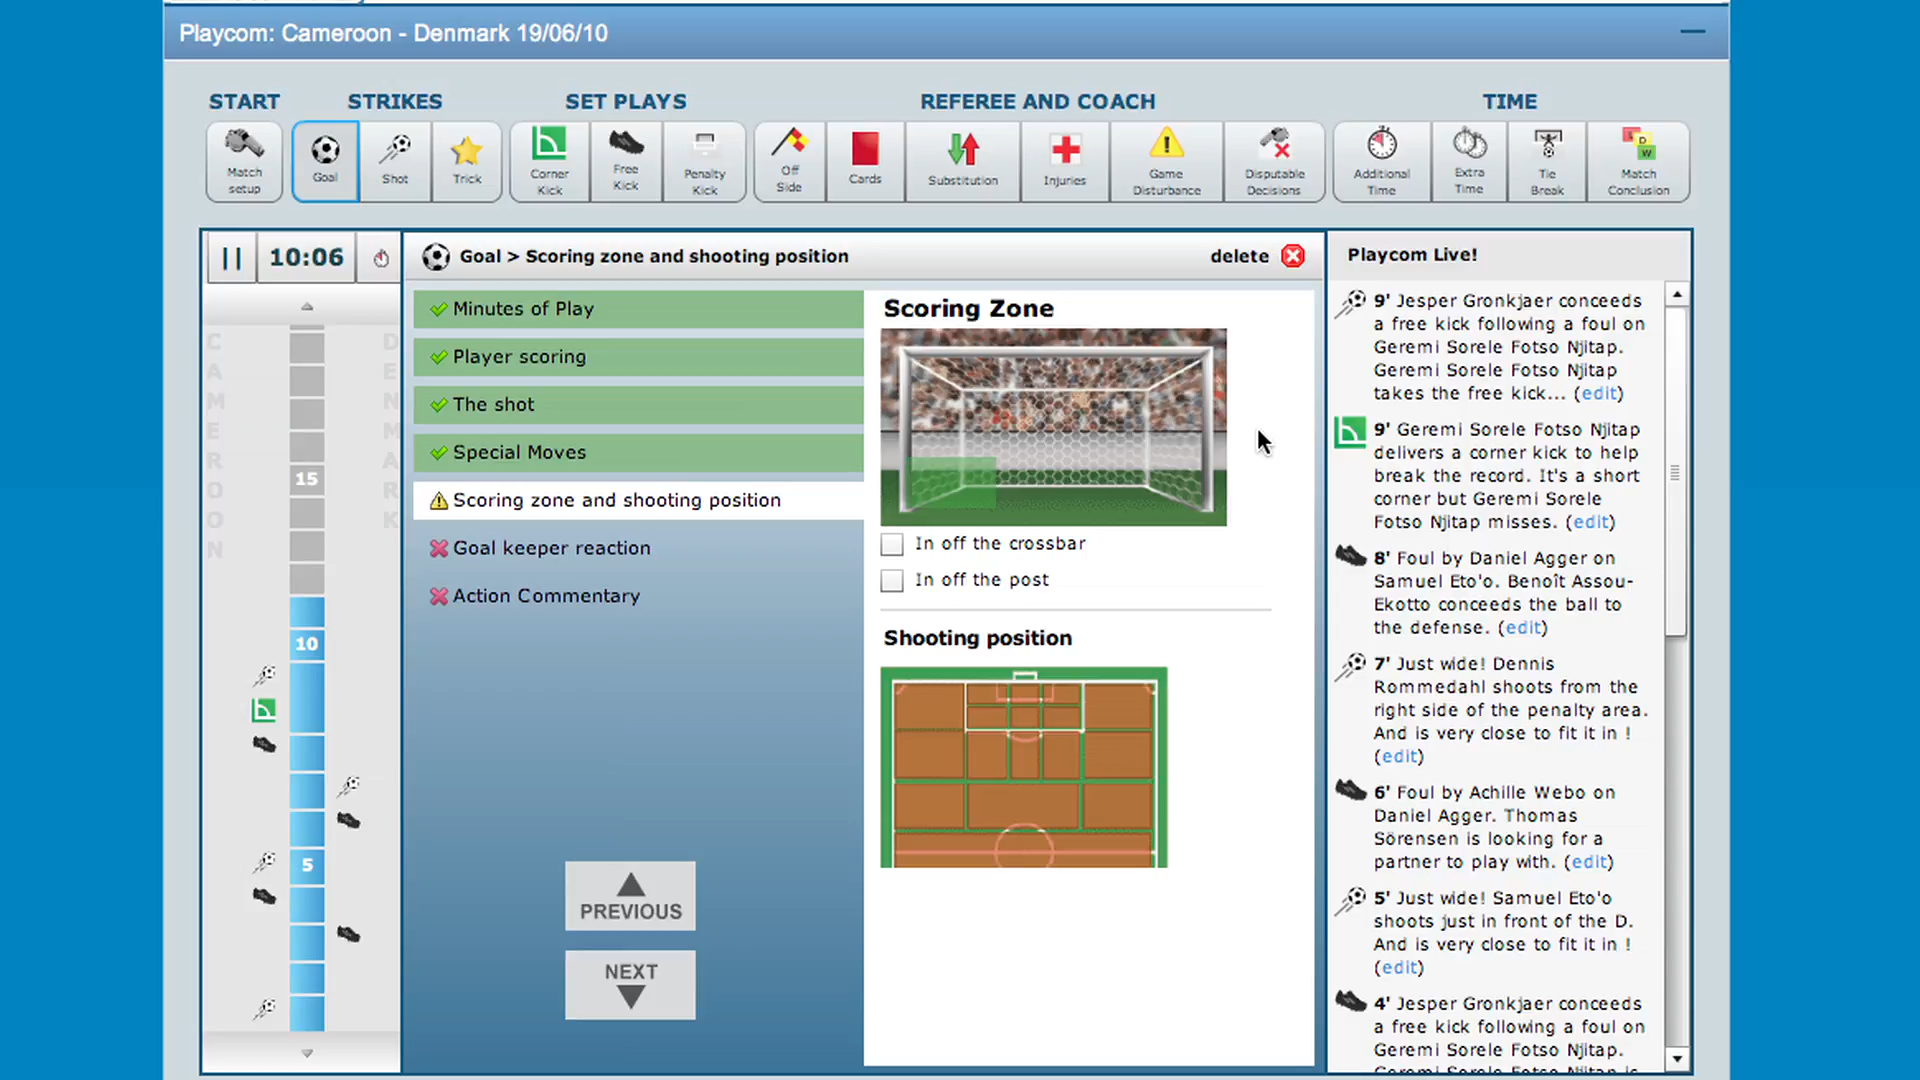 Playcom: Cameroon - Denmark 19/06/10
START
STRIKES
SET PLAYS
REFEREE AND COACH
TIME
Match
setup
Goal
Shot
Trick
Corner
Kick
Free
Kick
Penalty
Kick
Off
Side
Cards
Substitution
Injuries
Game
Disturbance
Disputable
Decisions
Additional
Time
Extra
Time
Tie
Break
Match
Conclusion
10:06
CAMEROON
DENMARK
15
10
5
Goal > Scoring zone and shooting position
delete
Minutes of Play
Player scoring
The shot
Special Moves
Scoring zone and shooting position
Goal keeper reaction
Action Commentary
PREVIOUS
NEXT
Scoring Zone
In off the crossbar
In off the post
Shooting position
Playcom Live!
9' Jesper Gronkjaer concedes
a free kick following a foul on
Geremi Sorele Fotso Njitap.
Geremi Sorele Fotso Njitap
takes the free kick... (edit)
9' Geremi Sorele Fotso Njitap
delivers a corner kick to help
break the record. It's a short
corner but Geremi Sorele
Fotso Njitap misses. (edit)
8' Foul by Daniel Agger on
Samuel Eto'o. Benoît Assou-
Ekotto concedes the ball to
the defense. (edit)
7' Just wide! Dennis
Rommedahl shoots from the
right side of the penalty area.
And is very close to fit it in !
(edit)
6' Foul by Achille Webo on
Daniel Agger. Thomas
Sörensen is looking for a
partner to play with. (edit)
5' Just wide! Samuel Eto'o
shoots just in front of the D.
And is very close to fit it in !
(edit)
4' Jesper Gronkjaer concedes
a free kick following a foul on
Geremi Sorele Fotso Njitap.
Geremi Sorele Fotso Njitap is